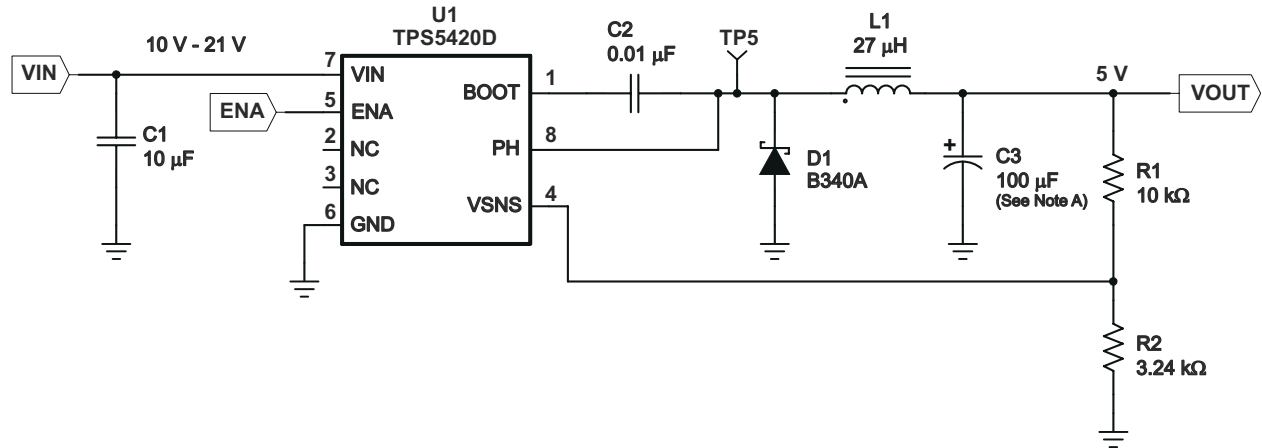 U1
TPS5420D
10 V - 21 V
VIN
7
VIN
ENA
5
ENA
2
NC
3
NC
6
GND
BOOT
1
PH
8
VSNS
4
C1
10 μF
C2
0.01 μF
TP5
L1
27 μH
D1
B340A
+
C3
100 μF
(See Note A)
5 V
VOUT
R1
10 kΩ
R2
3.24 kΩ